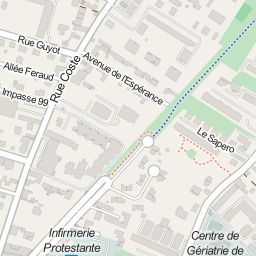 Rue Guyot
Avenue de l'Espérance
Allée Feraud
Rue Coste
Impasse 99
Le Sapero
Infirmerie
Protestante
Centre de
Gériatrie de